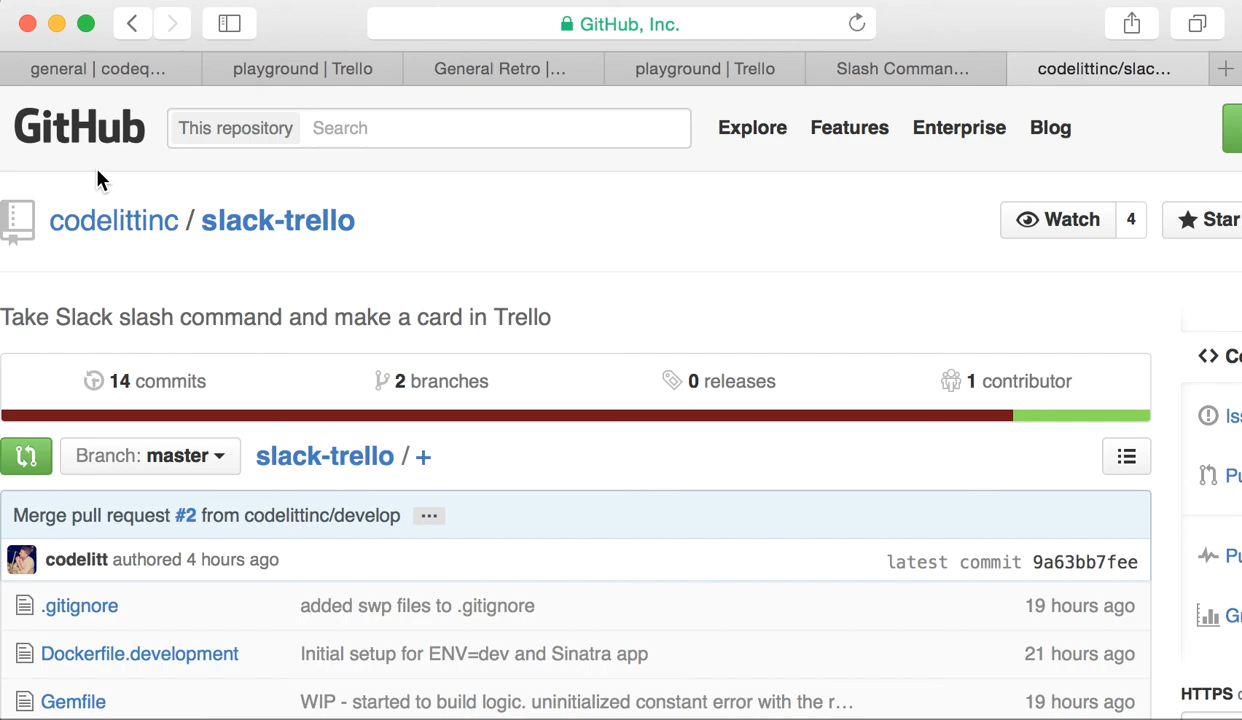 GitHub, Inc.
general | codeq... playground | Trello General Retro |... playground | Trello Slash Comman... codelittinc/slac...
GitHub This repository Search Explore Features Enterprise Blog
codelittinc / slack-trello Watch 4 Star
Take Slack slash command and make a card in Trello
14 commits 2 branches 0 releases 1 contributor
Branch: master slack-trello / +
Merge pull request #2 from codelittinc/develop ...
codelitt authored 4 hours ago latest commit 9a63bb7fee
.gitignore added swp files to .gitignore 19 hours ago
Dockerfile.development Initial setup for ENV=dev and Sinatra app 21 hours ago
Gemfile WIP - started to build logic. uninitialized constant error with the r... 19 hours ago
HTTPS